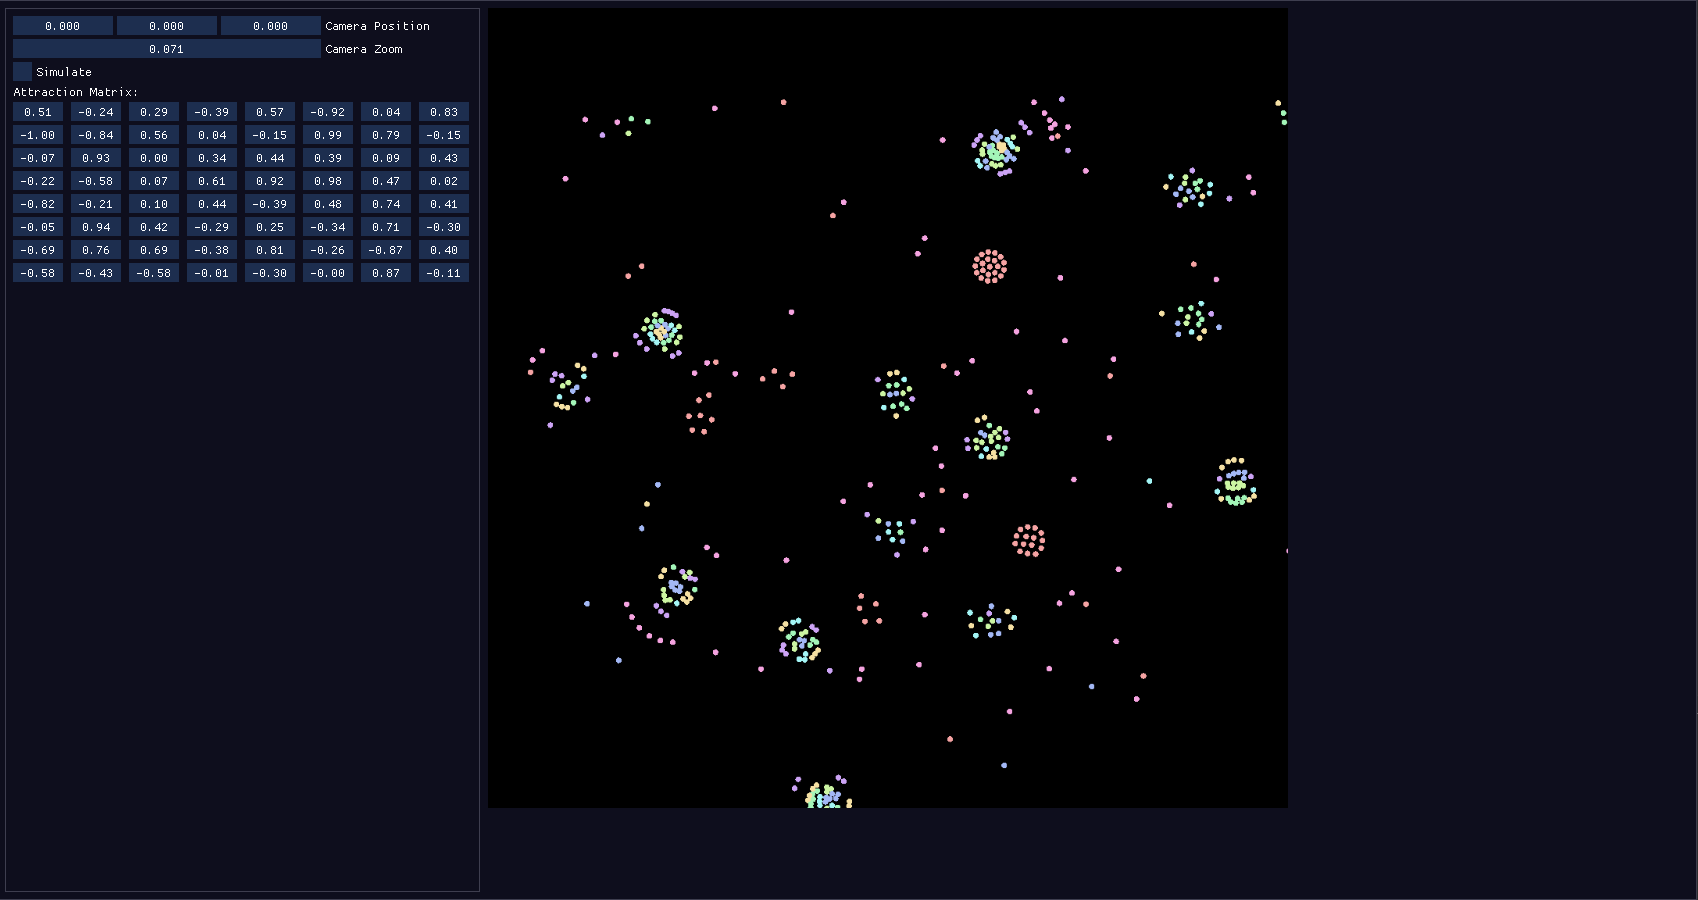 0.000 0.000 0.000 Camera Position
0.071 Camera Zoom
Simulate
Attraction Matrix:
0.51 -0.24 0.29 -0.39 0.57 -0.92 0.04 0.83
-1.00 -0.84 0.56 0.04 -0.15 0.99 0.79 -0.15
-0.07 0.93 0.00 0.34 0.44 0.39 0.09 0.43
-0.22 -0.58 0.07 0.61 0.92 0.98 0.47 0.02
-0.82 -0.21 0.10 0.44 -0.39 0.48 0.74 0.41
-0.05 0.94 0.42 -0.29 0.25 -0.34 0.71 -0.30
-0.69 0.76 0.69 -0.38 0.81 -0.26 -0.87 0.40
-0.58 -0.43 -0.58 -0.01 -0.30 -0.00 0.87 -0.11